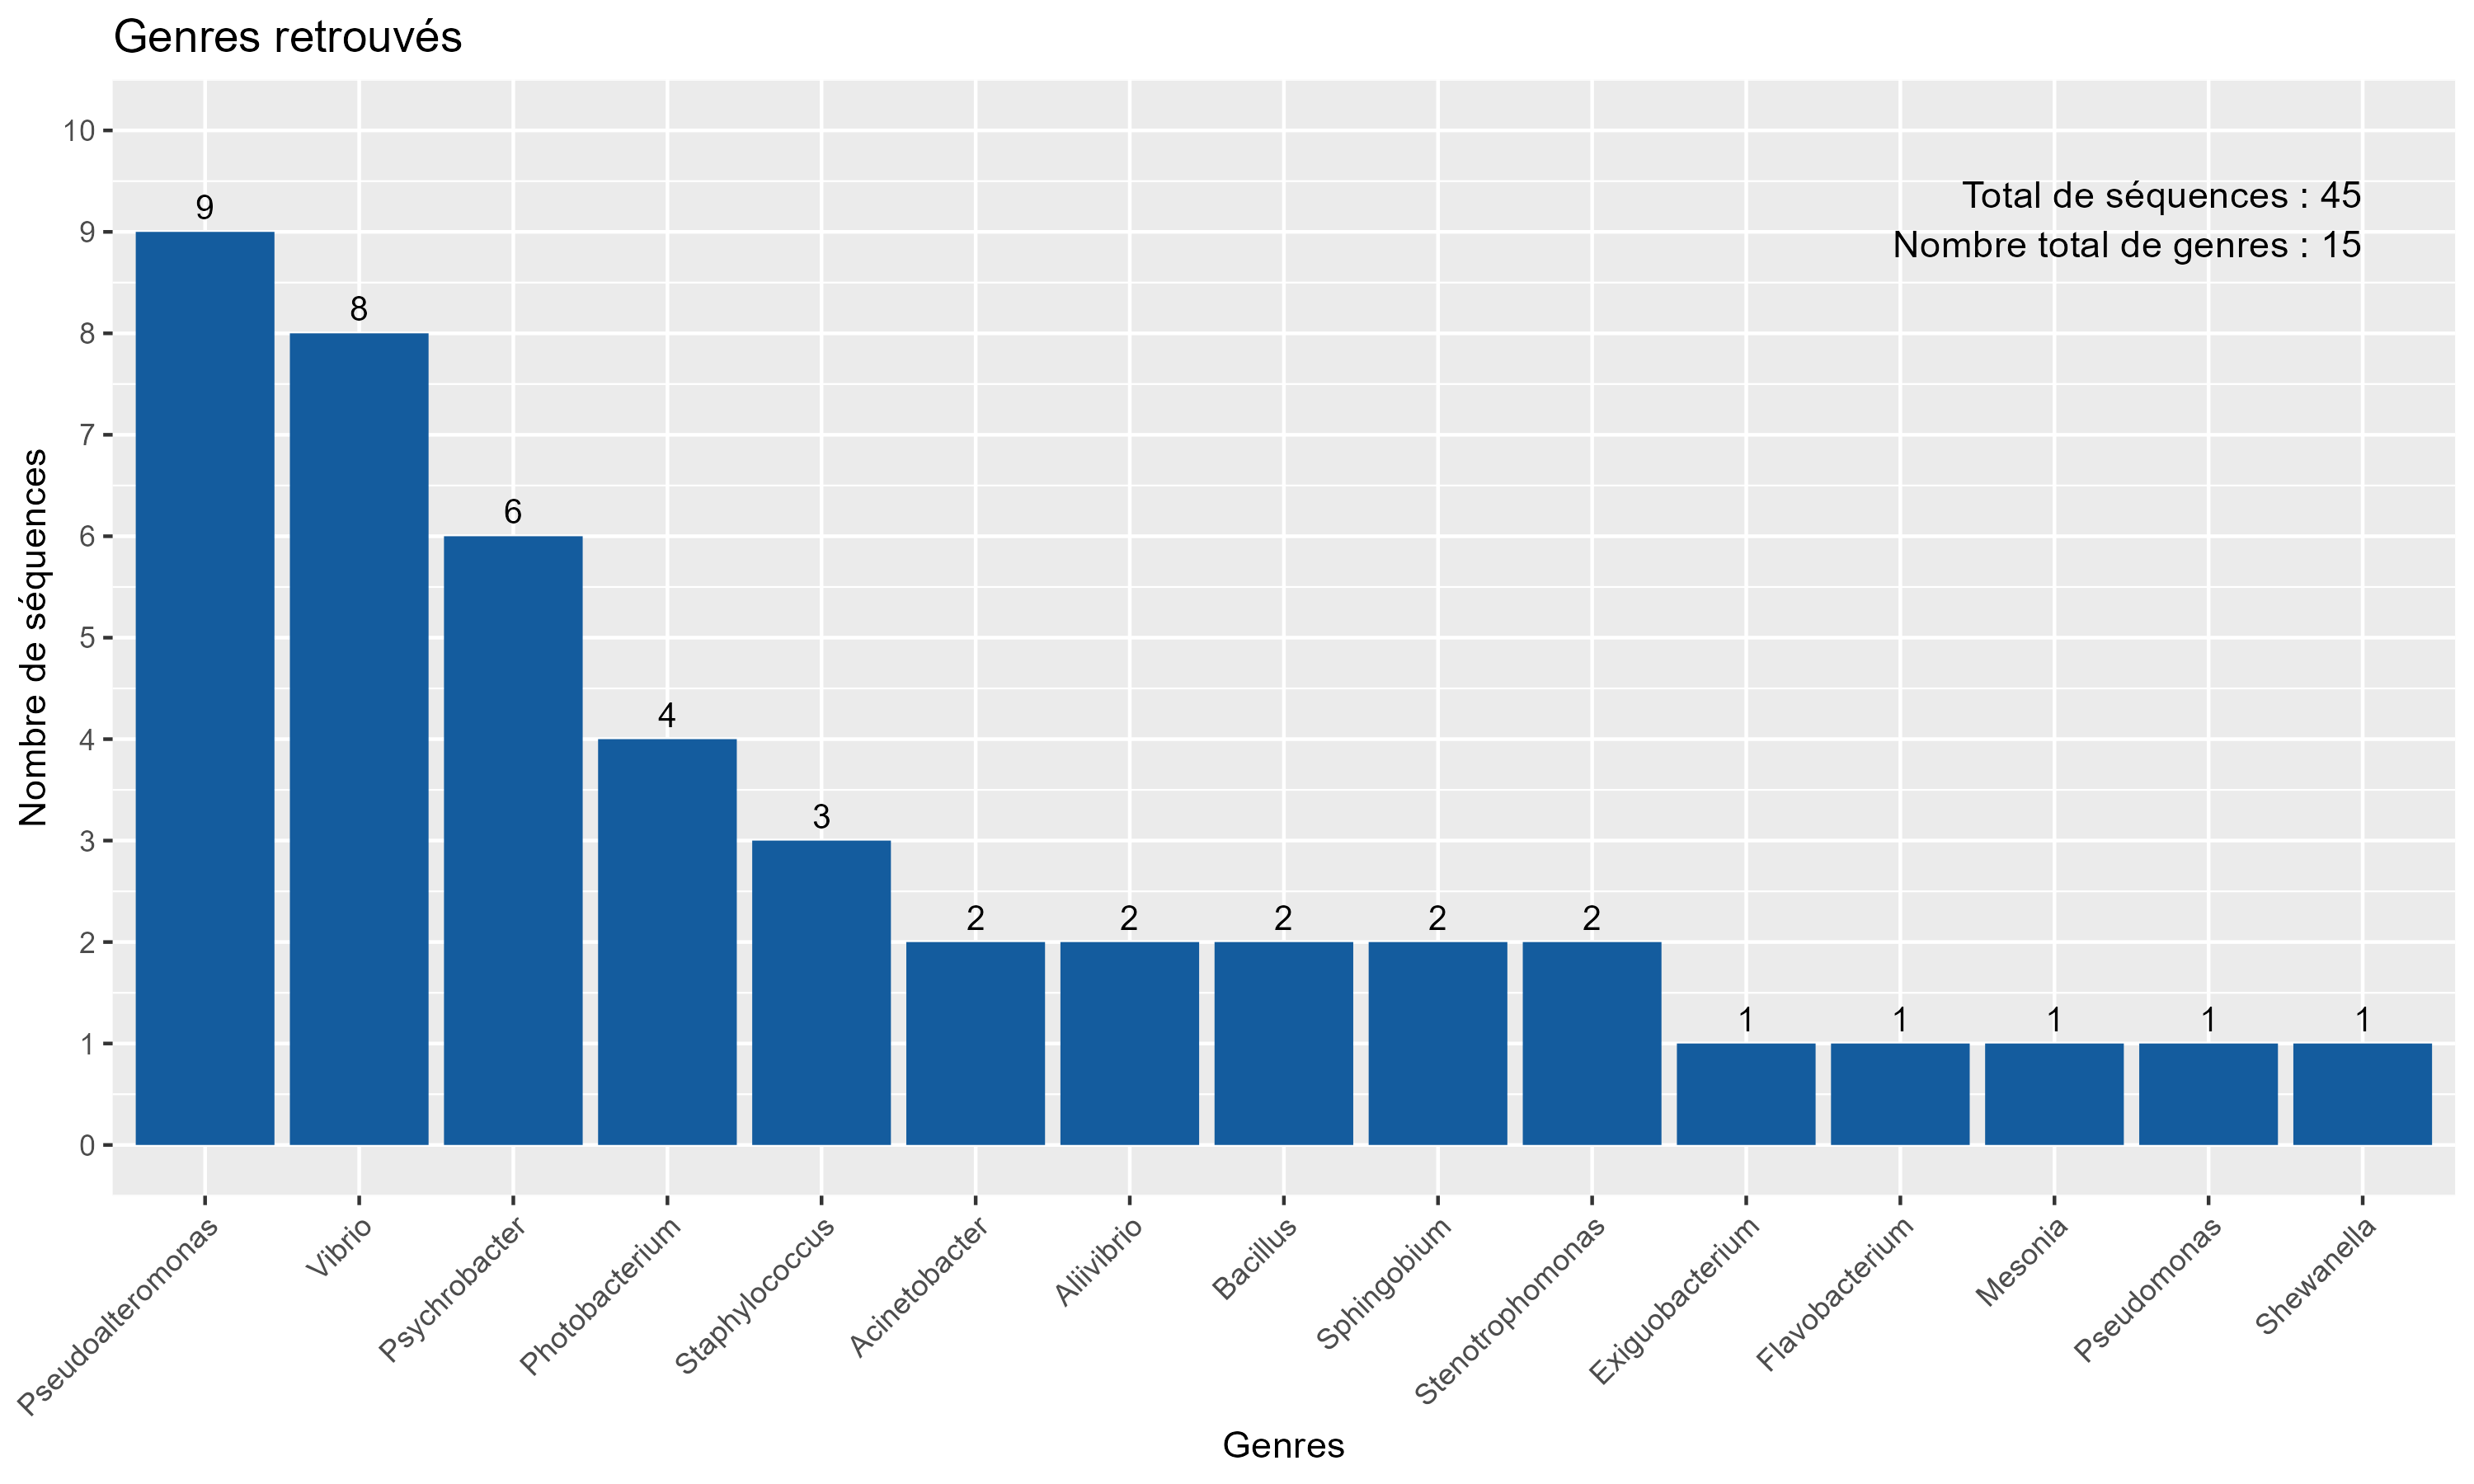 Genres retrouvés
10
9
8
7
6
5
4
3
2
1
0
Nombre de séquences
Total de séquences : 45
Nombre total de genres : 15
9
8
6
4
3
2
2
2
2
2
1
1
1
1
1
Pseudoalteromonas
Vibrio
Psychrobacter
Photobacterium
Staphylococcus
Acinetobacter
Aliivibrio
Bacillus
Sphingobium
Stenotrophomonas
Exiguobacterium
Flavobacterium
Mesonia
Pseudomonas
Shewanella
Genres